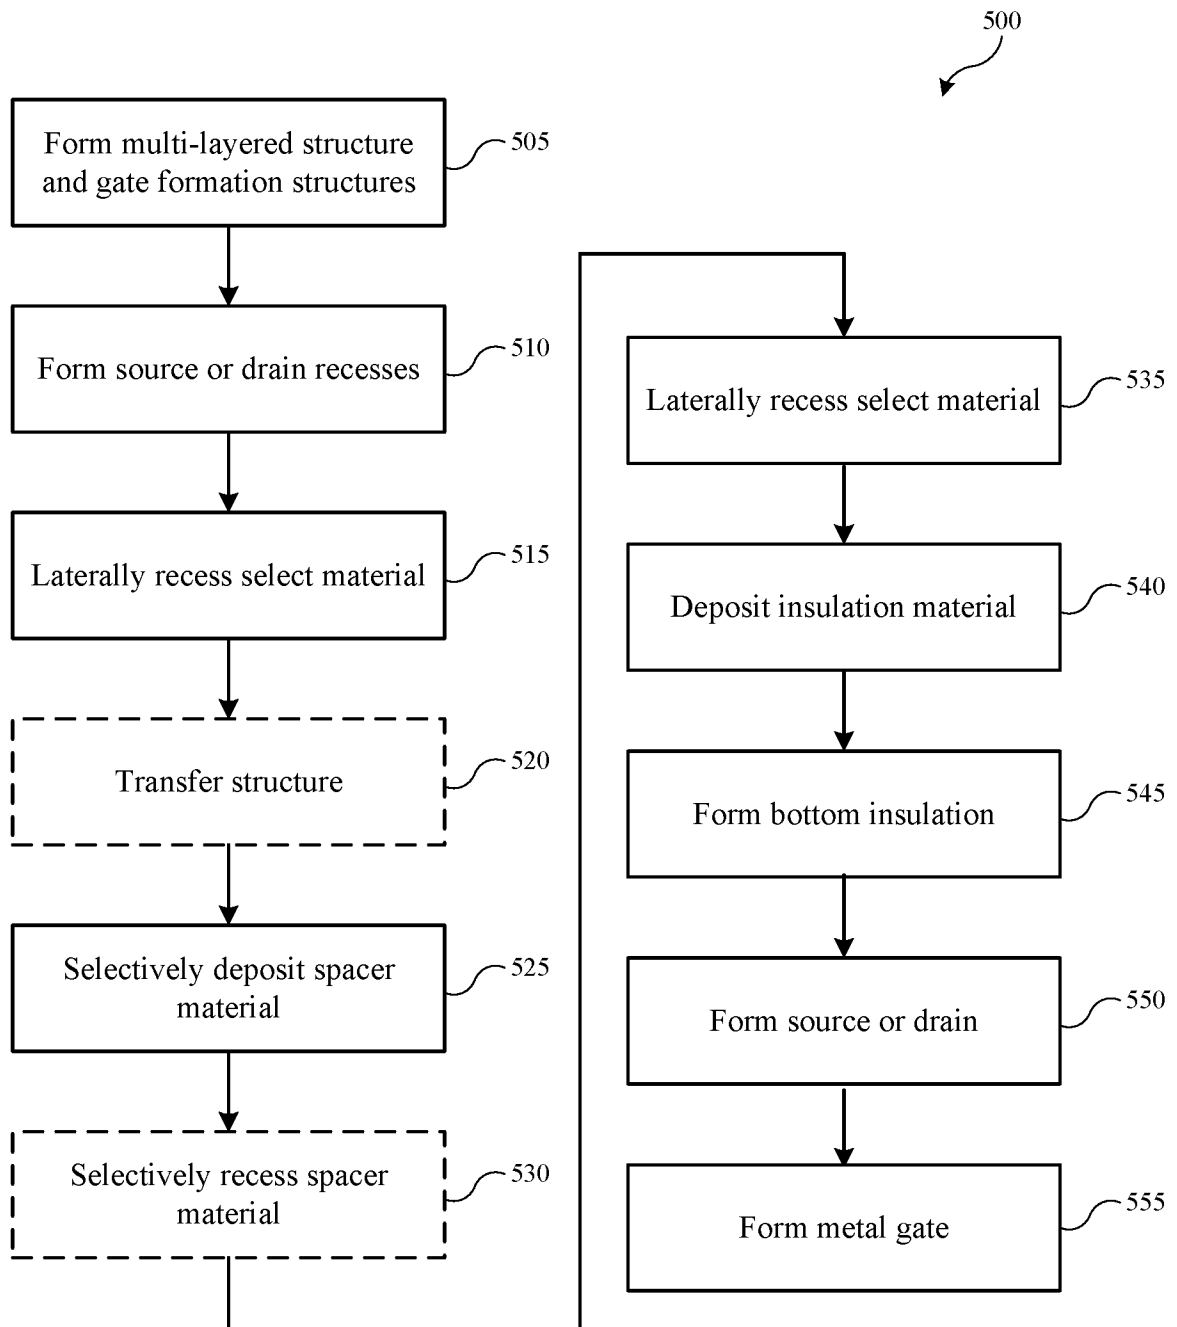 500
Form multi-layered structure
and gate formation structures
505
Form source or drain recesses
510
Laterally recess select material
515
Transfer structure
520
Selectively deposit spacer
material
525
Selectively recess spacer
material
530
Laterally recess select material
535
Deposit insulation material
540
Form bottom insulation
545
Form source or drain
550
Form metal gate
555